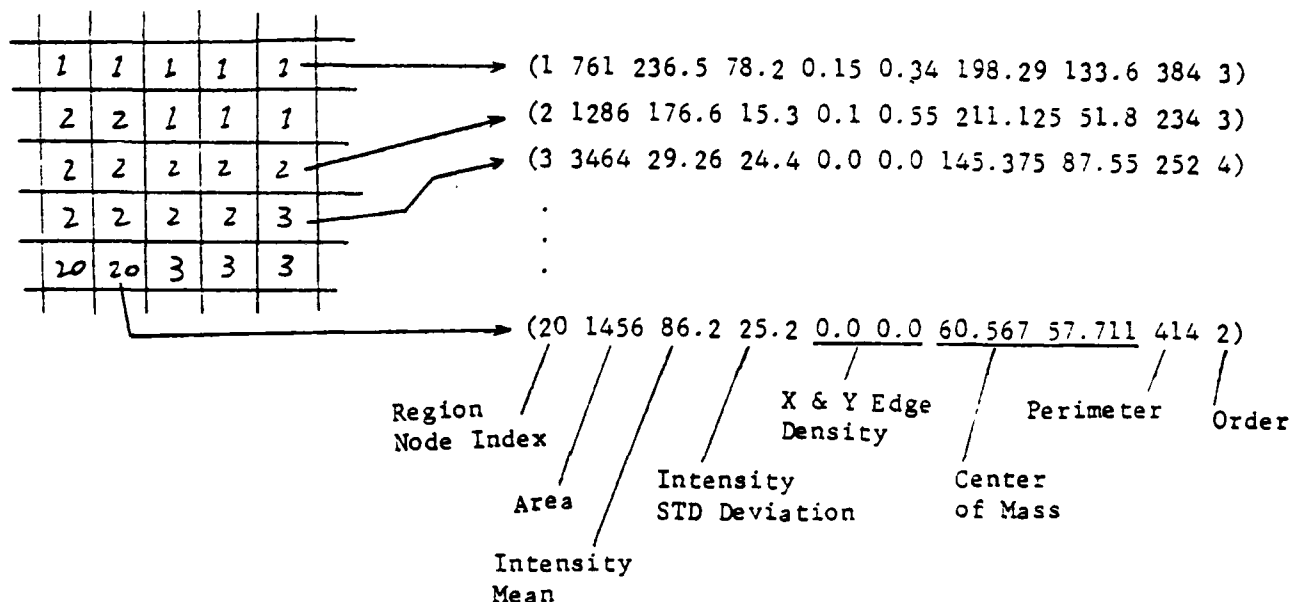 1 1 1 1 1
(1 761 236.5 78.2 0.15 0.34 198.29 133.6 384 3)
2 2 1 1 1
(2 1286 176.6 15.3 0.1 0.55 211.125 51.8 234 3)
2 2 2 2 2
(3 3464 29.26 24.4 0.0 0.0 145.375 87.55 252 4)
2 2 2 2 3
.
.
.
20 20 3 3 3
(20 1456 86.2 25.2 0.0 0.0 60.567 57.711 414 2)
Region
Node Index
Area
Intensity
Mean
Intensity
STD Deviation
X & Y Edge
Density
Center
of Mass
Perimeter
Order